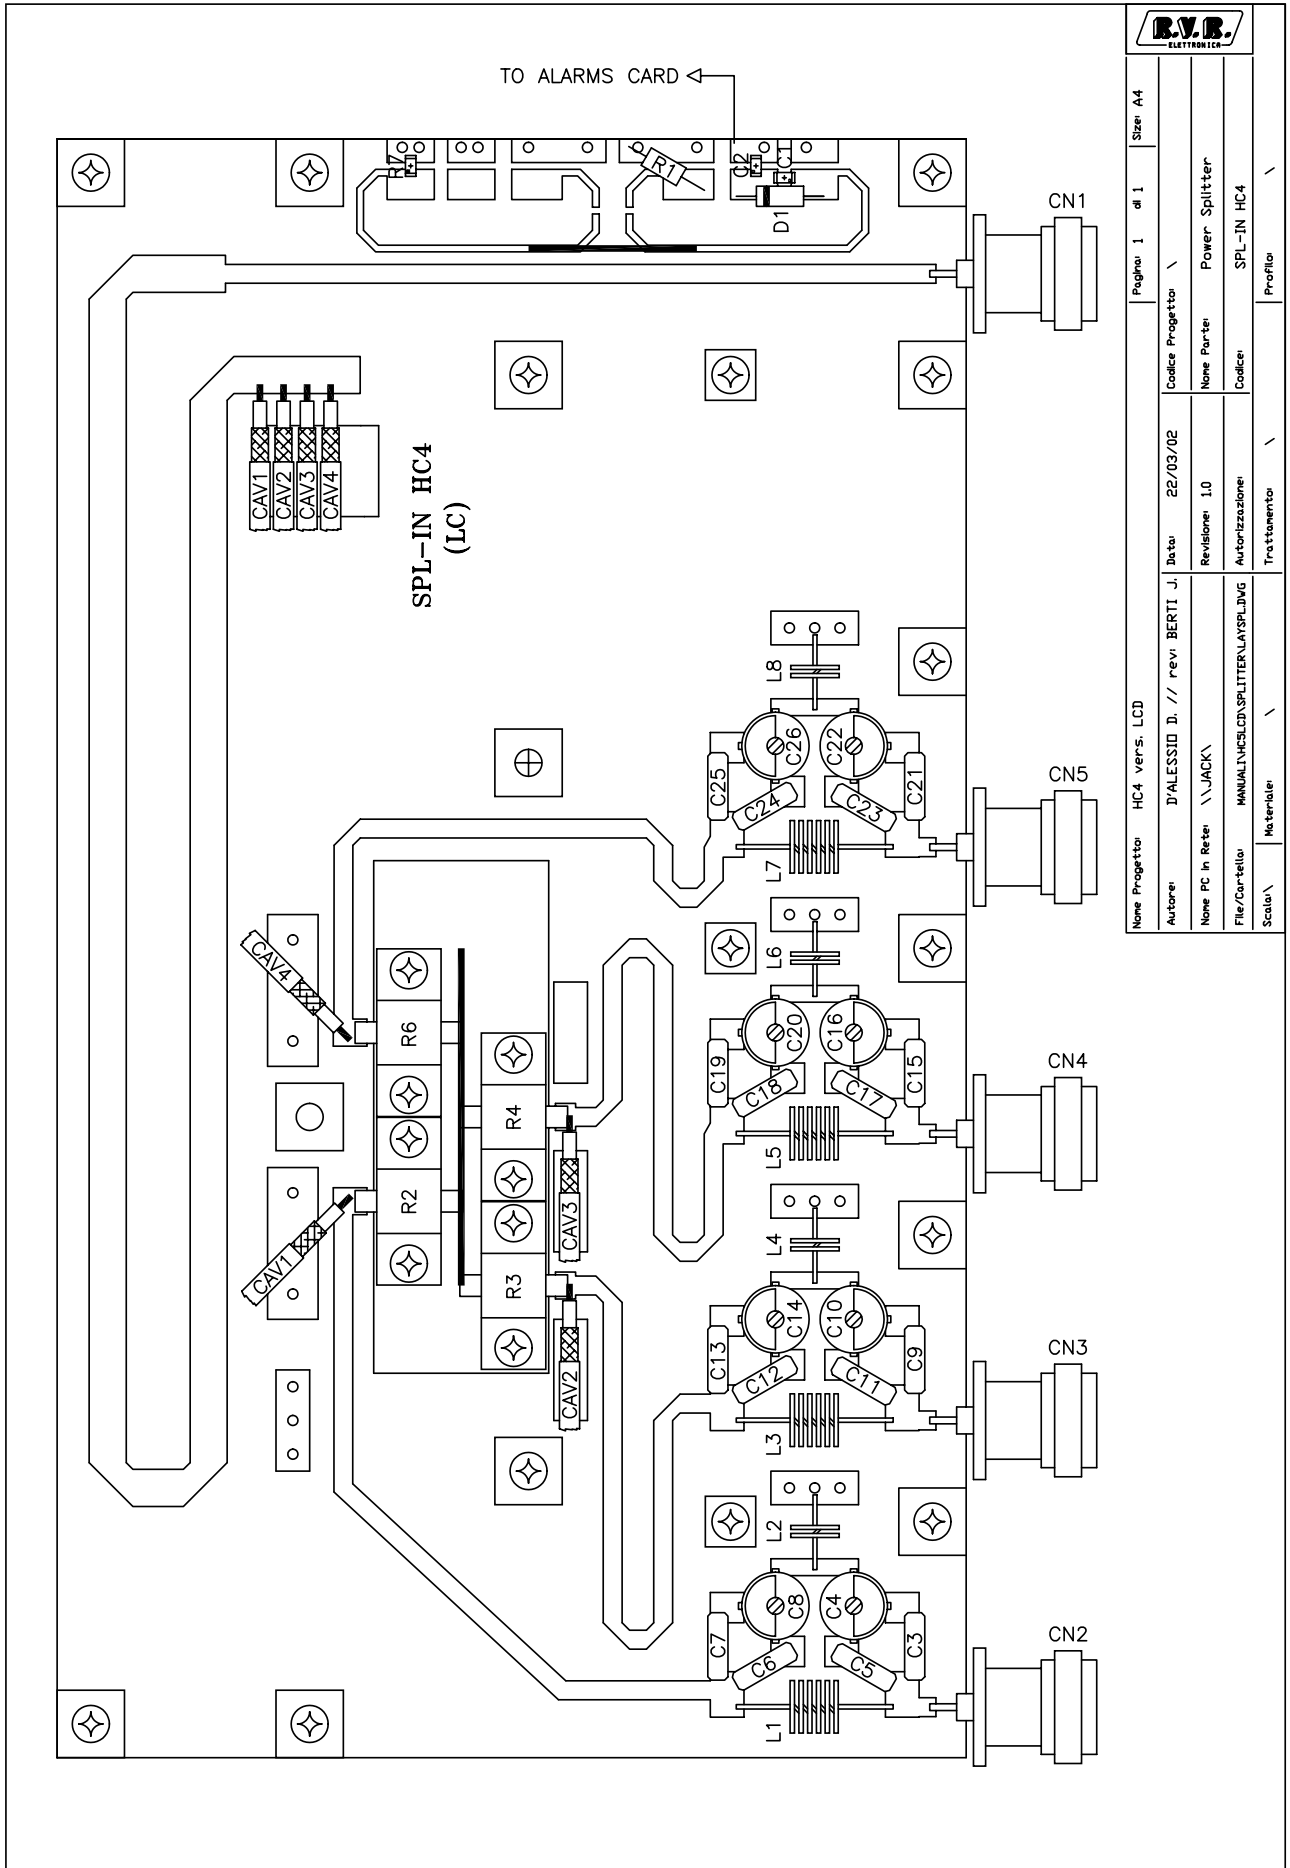 TO ALARMS CARD
R7
R1
C2
C1
D1
CN1
CAV1
CAV2
CAV3
CAV4
SPL-IN HC4
(LC)
L8
C26
C22
C25
C24
C23
C21
L7
CN5
CAV4
R6
L6
C20
C16
C19
C18
C17
C15
L5
CN4
R4
CAV3
R2
CAV1
L4
C14
C10
C13
C12
C11
C9
L3
CN3
R3
CAV2
L2
C8
C4
C7
C6
C5
C3
L1
CN2
R.V.R.
ELETTRONICA
Nome Progetto: HC4 vers. LCD
Pagina: 1 di 1
Size: A4
Autore: D'ALESSIO D. // rev: BERTI J.
Data: 22/03/02
Codice Progetto: \
Nome PC in Rete: \\JACK\
Revisione: 1.0
Nome Parte: Power Splitter
File/Cartella: MANUALI\HC5LCD\SPLITTER\LAYSPL.DWG
Autorizzazione:
Codice: SPL-IN HC4
Scala: \
Materiale: /
Trattamento: /
Profilo: /